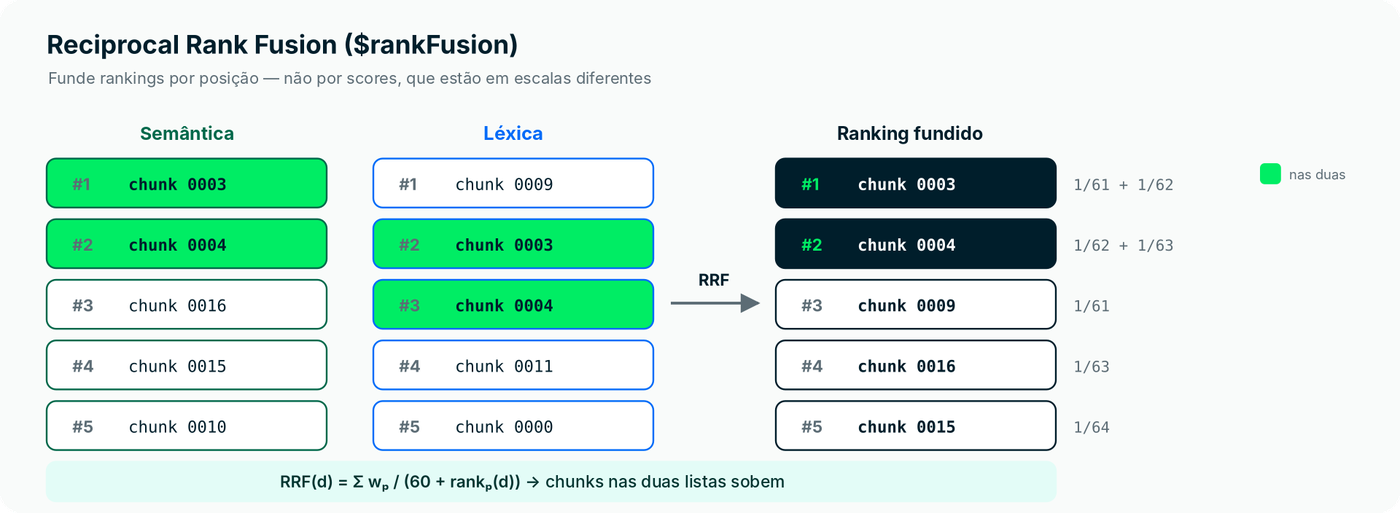 Reciprocal Rank Fusion ($rankFusion)
Funde rankings por posição — não por scores, que estão em escalas diferentes
Semântica
#1 chunk 0003
#2 chunk 0004
#3 chunk 0016
#4 chunk 0015
#5 chunk 0010
Léxica
#1 chunk 0009
#2 chunk 0003
#3 chunk 0004
#4 chunk 0011
#5 chunk 0000
RRF
Ranking fundido
#1 chunk 0003 1/61 + 1/62
#2 chunk 0004 1/62 + 1/63
#3 chunk 0009 1/61
#4 chunk 0016 1/63
#5 chunk 0015 1/64
nas duas
RRF(d) = Σ wₚ / (60 + rankₚ(d)) → chunks nas duas listas sobem